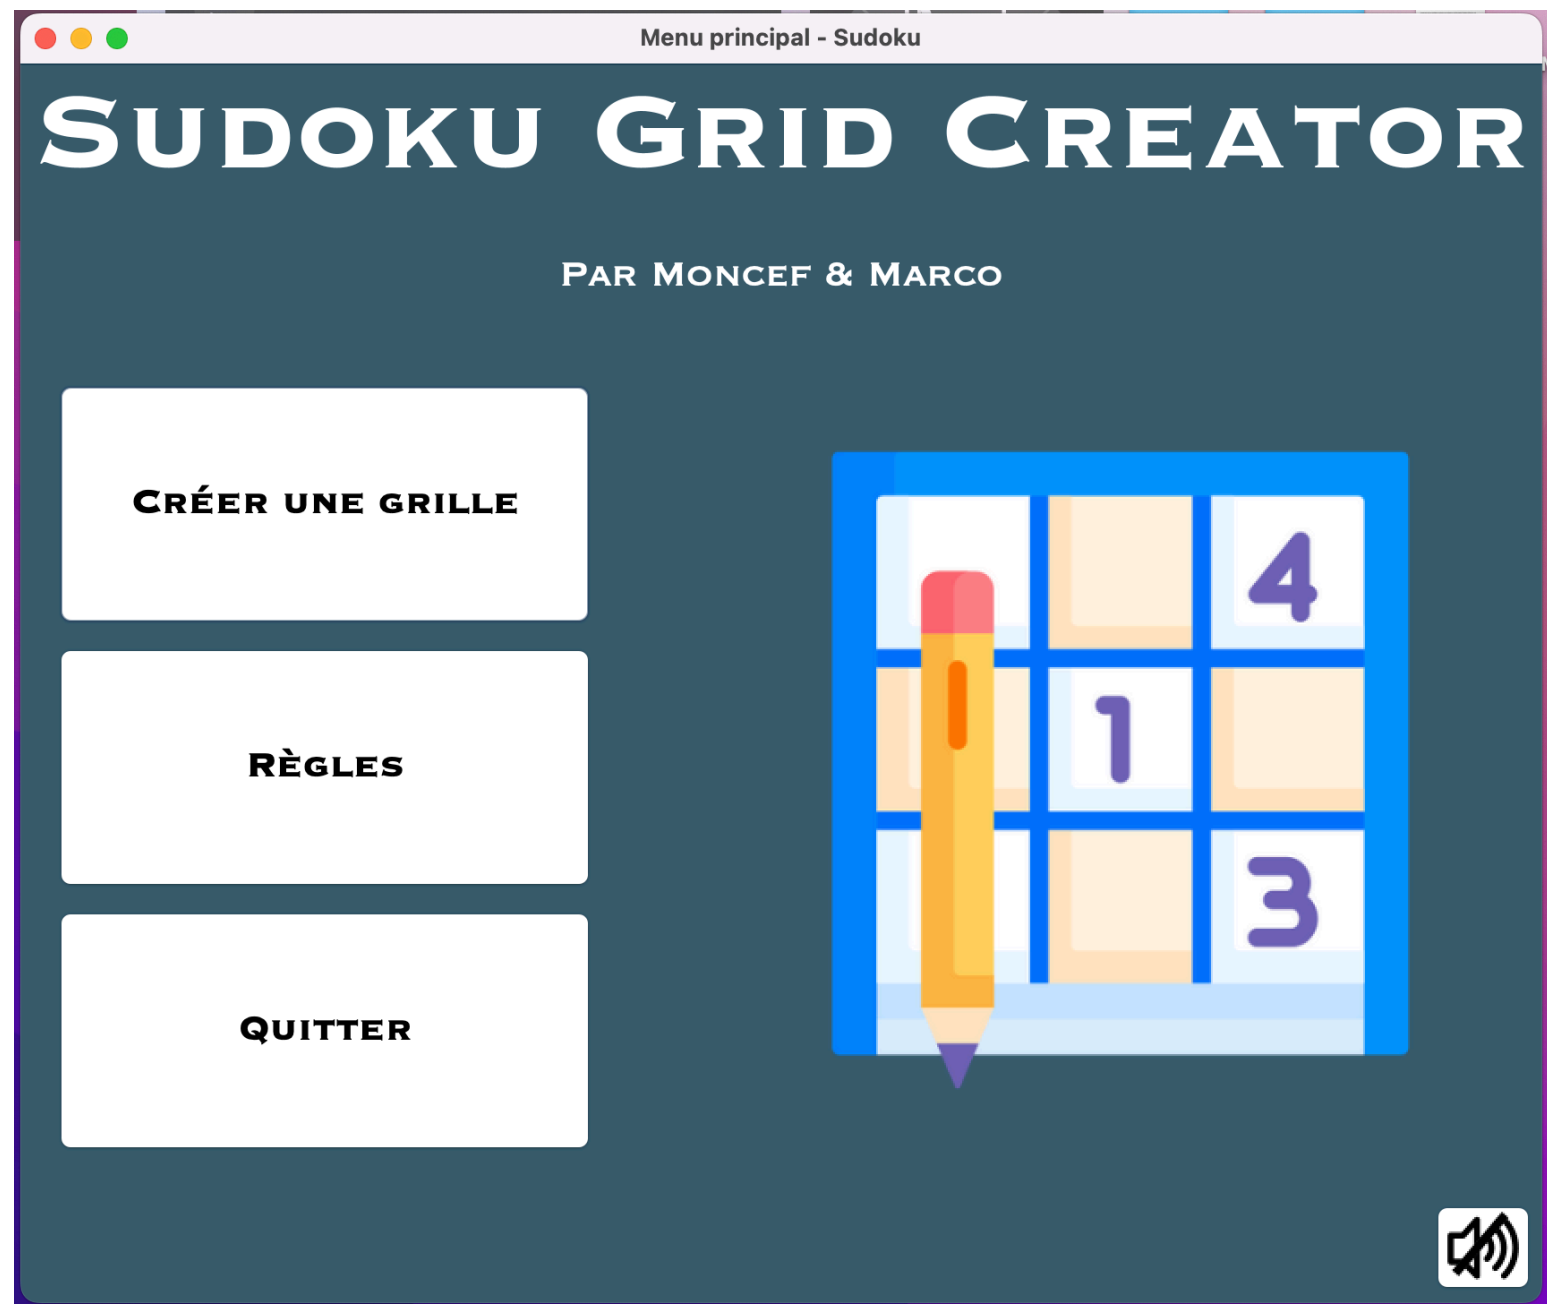 Menu principal - Sudoku
Sudoku Grid Creator
Par Moncef & Marco
Créer une grille
4
1
Règles
3
Quitter